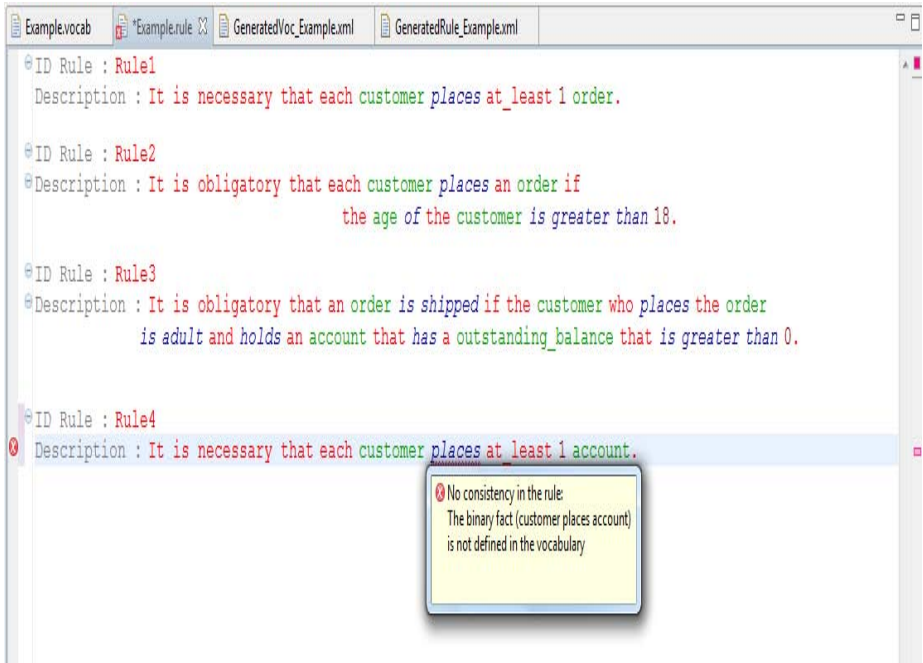 Example.vocab *Example.rule GeneratedVoc_Example.xml GeneratedRule_Example.xml
ID Rule : Rule1
Description : It is necessary that each customer places at_least 1 order.
ID Rule : Rule2
Description : It is obligatory that each customer places an order if
the age of the customer is greater than 18.
ID Rule : Rule3
Description : It is obligatory that an order is shipped if the customer who places the order
is adult and holds an account that has a outstanding_balance that is greater than 0.
ID Rule : Rule4
Description : It is necessary that each customer places at_least 1 account.
No consistency in the rule:
The binary fact (customer places account)
is not defined in the vocabulary